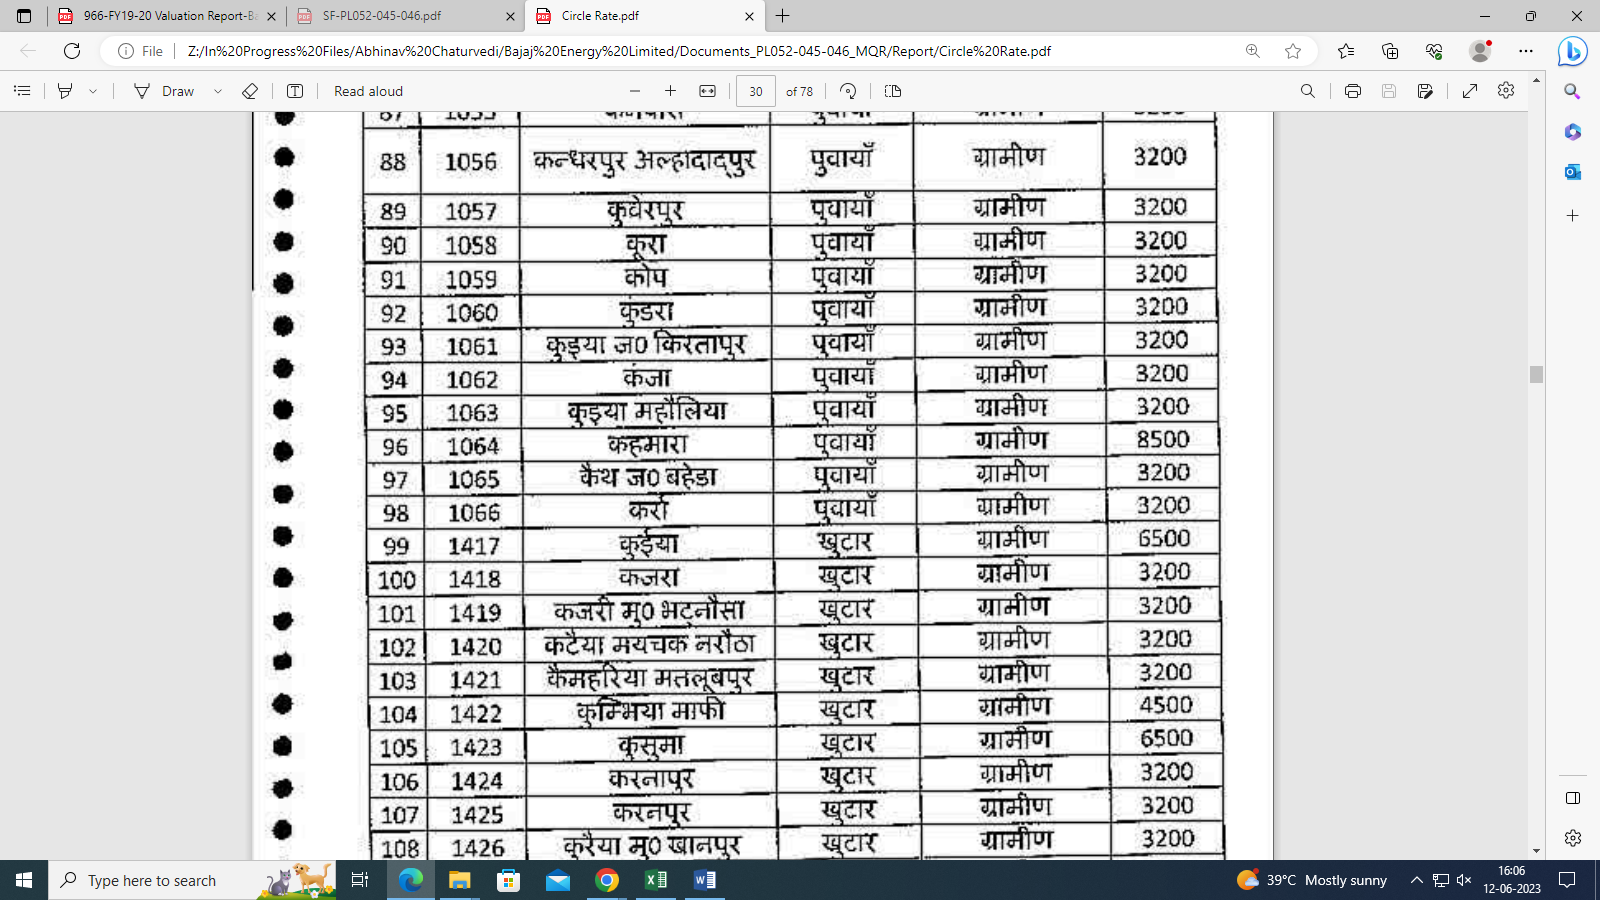 966-FY19-20 Valuation Report-Ba
SF-PL052-045-046.pdf
Circle Rate.pdf
File
Z:/In%20Progress%20Files/Abhinav%20Chaturvedi/Bajaj%20Energy%20Limited/Documents_PL052-045-046_MQR/Report/Circle%20Rate.pdf
Draw
Read aloud
30 of 78
88 1056 कन्धरपुर अल्हादादपुर पुवायाँ ग्रामीण 3200
89 1057 कुवेरपुर पुवायाँ ग्रामीण 3200
90 1058 कूरा पुवायाँ ग्रामीण 3200
91 1059 कोप पुवायाँ ग्रामीण 3200
92 1060 कुंडरा पुवायाँ ग्रामीण 3200
93 1061 कुइया ज0 किरतापुर पुवायाँ ग्रामीण 3200
94 1062 कंजा पुवायाँ ग्रामीण 3200
95 1063 कुइया महौलिया पुवायाँ ग्रामीण 3200
96 1064 कहमारा पुवायाँ ग्रामीण 8500
97 1065 कैथ ज0 बहेडा पुवायाँ ग्रामीण 3200
98 1066 कर्रा पुवायाँ ग्रामीण 3200
99 1417 कुईया खुटार ग्रामीण 6500
100 1418 कजरा खुटार ग्रामीण 3200
101 1419 कजरी मु0 भटनौसा खुटार ग्रामीण 3200
102 1420 कटैया मयचक नरौठा खुटार ग्रामीण 3200
103 1421 कैमहरिया मतलूबपुर खुटार ग्रामीण 3200
104 1422 कुम्भिया माफी खुटार ग्रामीण 4500
105 1423 कुसुमा खुटार ग्रामीण 6500
106 1424 करनापुर खुटार ग्रामीण 3200
107 1425 करनपुर खुटार ग्रामीण 3200
108 1426 कुरैया मु0 खानपुर खुटार ग्रामीण 3200
Type here to search
39°C Mostly sunny
16:06
12-06-2023